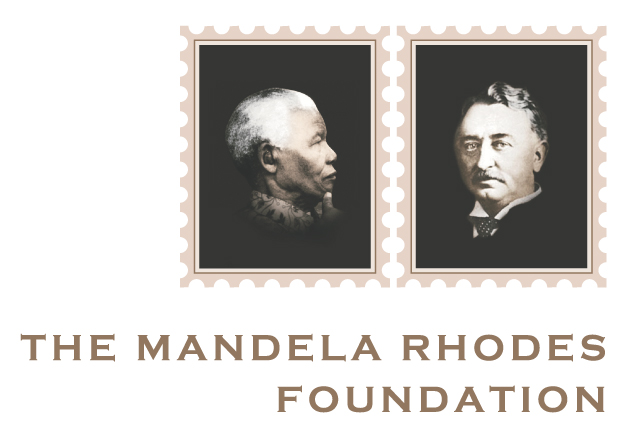 THE MANDELA RHODES
FOUNDATION